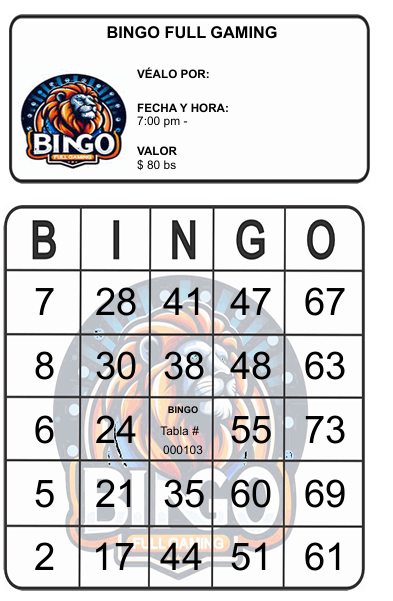 BINGO FULL GAMING
VÉALO POR:
FECHA Y HORA:
7:00 pm -
VALOR
$ 80 bs
BINGO
FULL GAMING
B I N G O
7 28 41 47 67
8 30 38 48 63
6 24 BINGO Tabla # 000103 55 73
5 21 35 60 69
2 17 44 51 61
BINGO
FULL GAMING